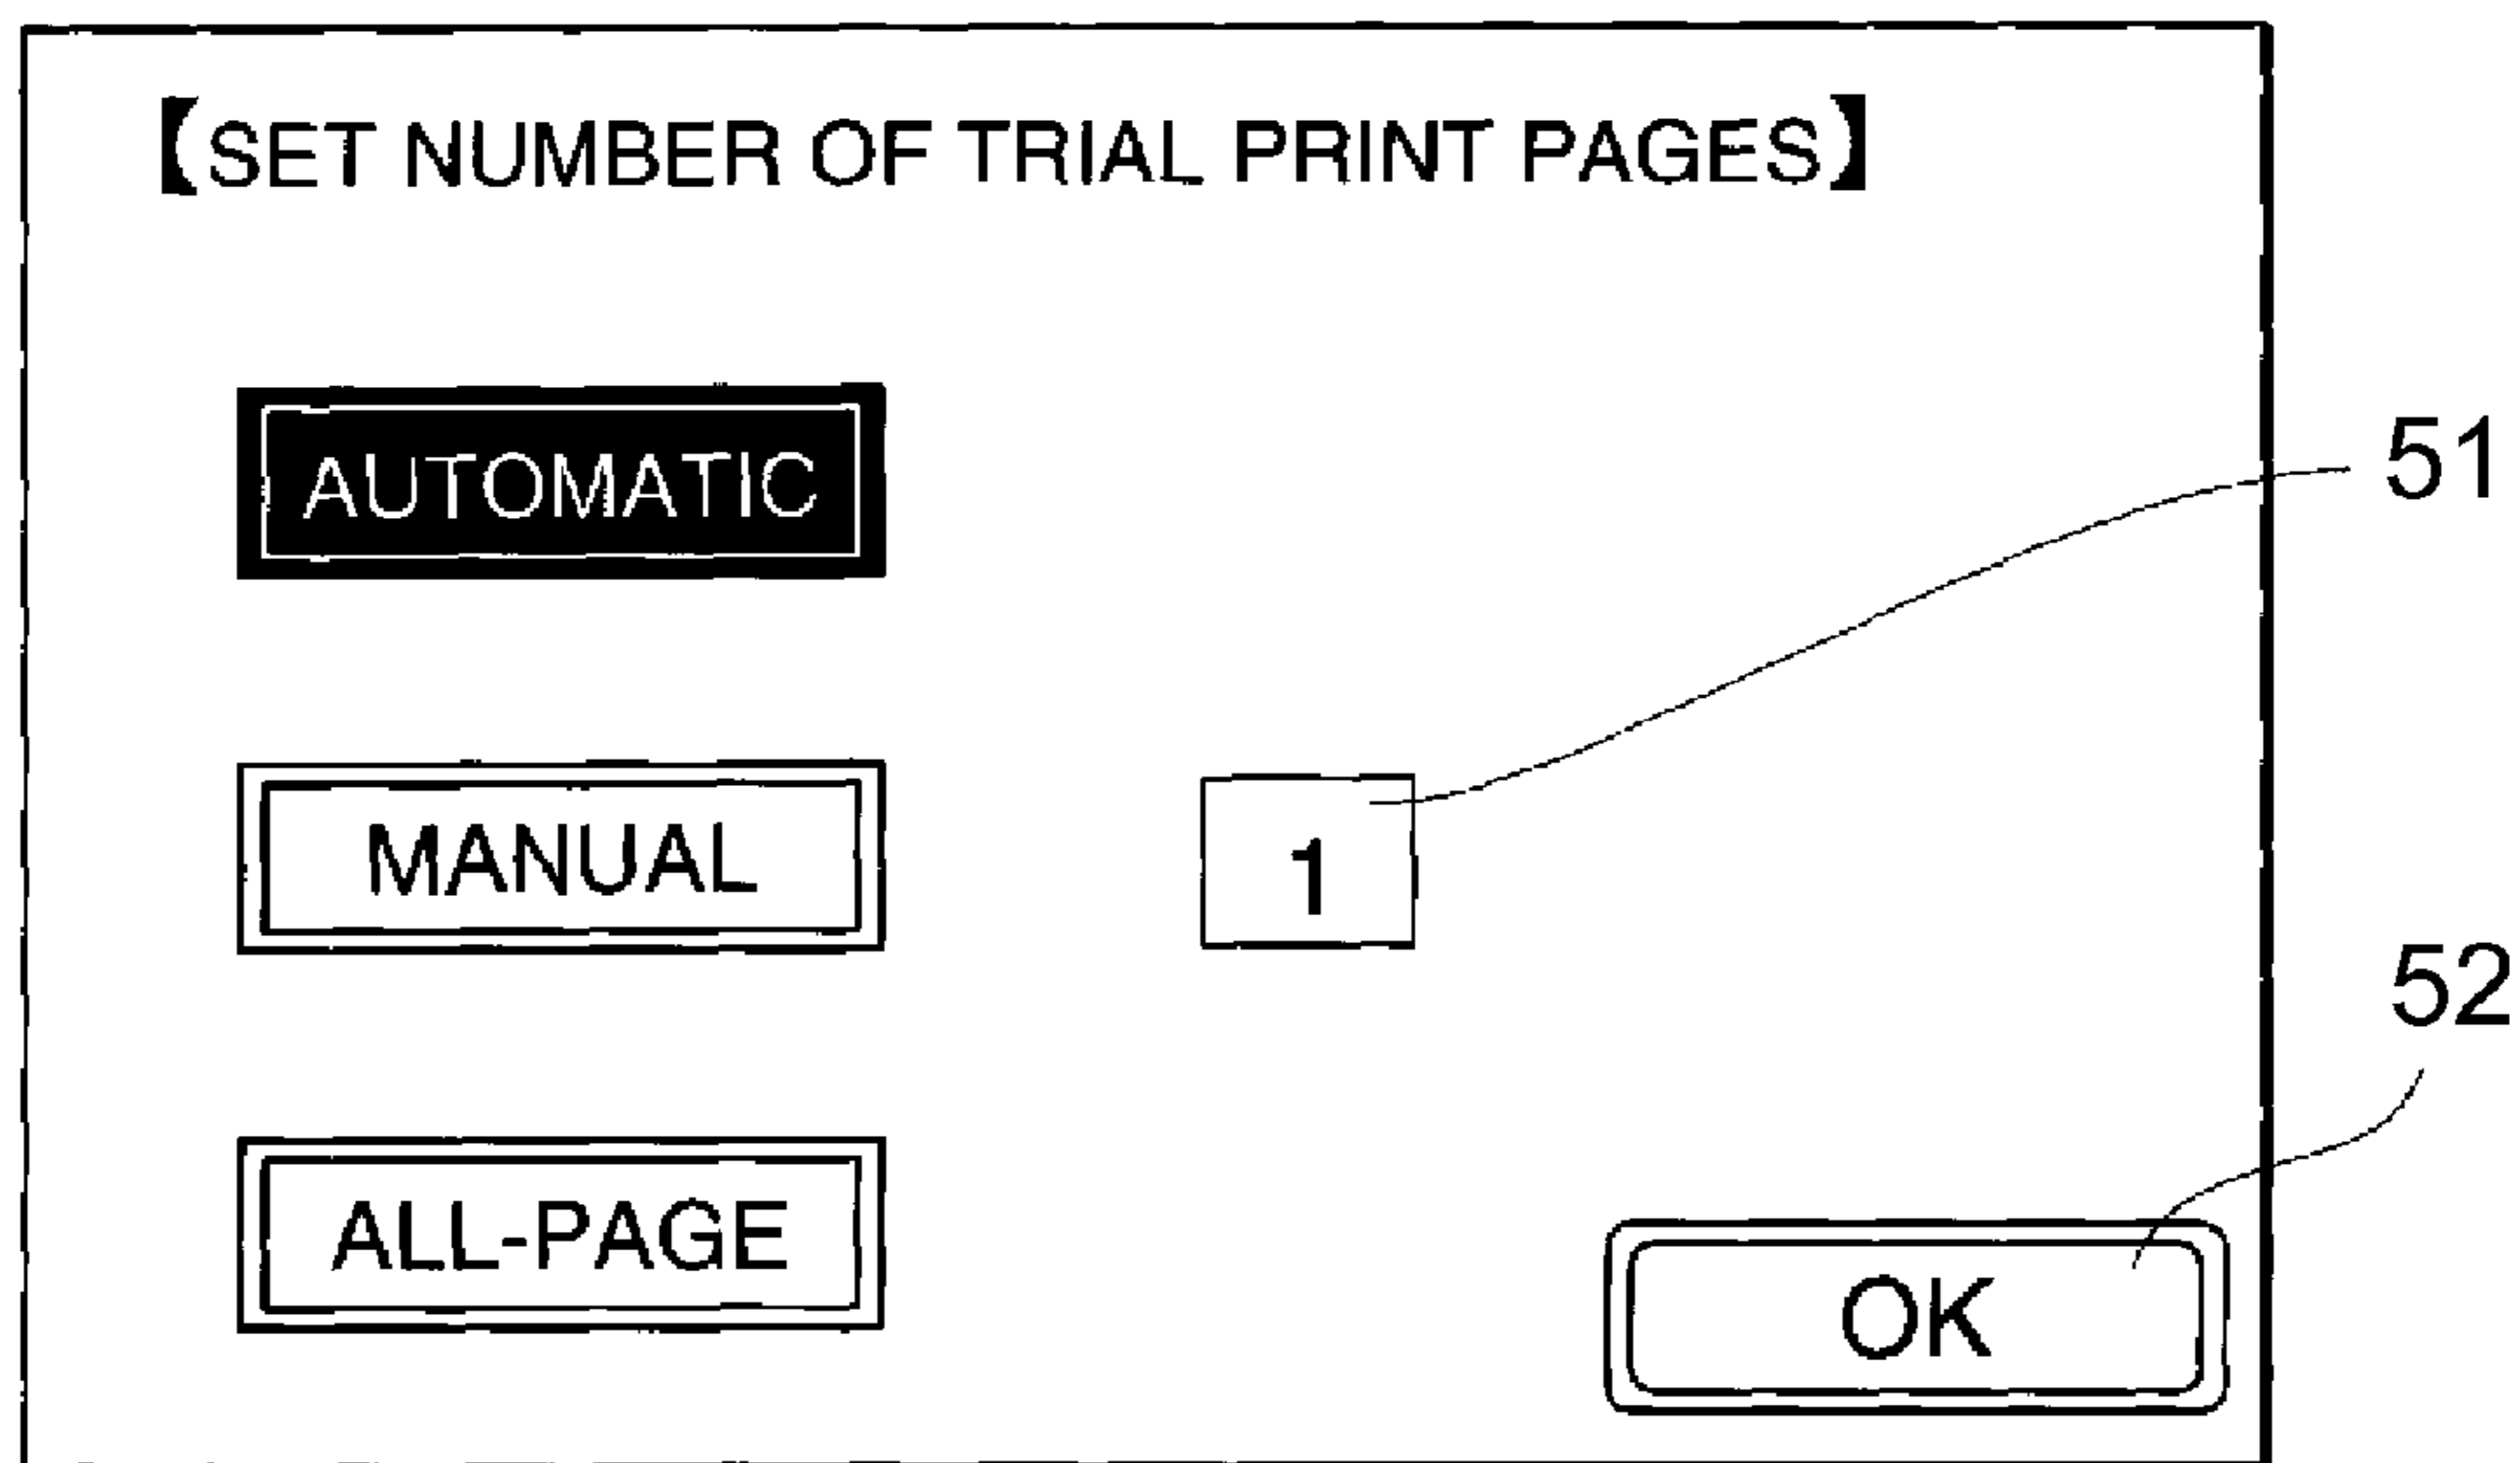 【SET NUMBER OF TRIAL PRINT PAGES】
AUTOMATIC
51
MANUAL
1
52
ALL-PAGE
OK